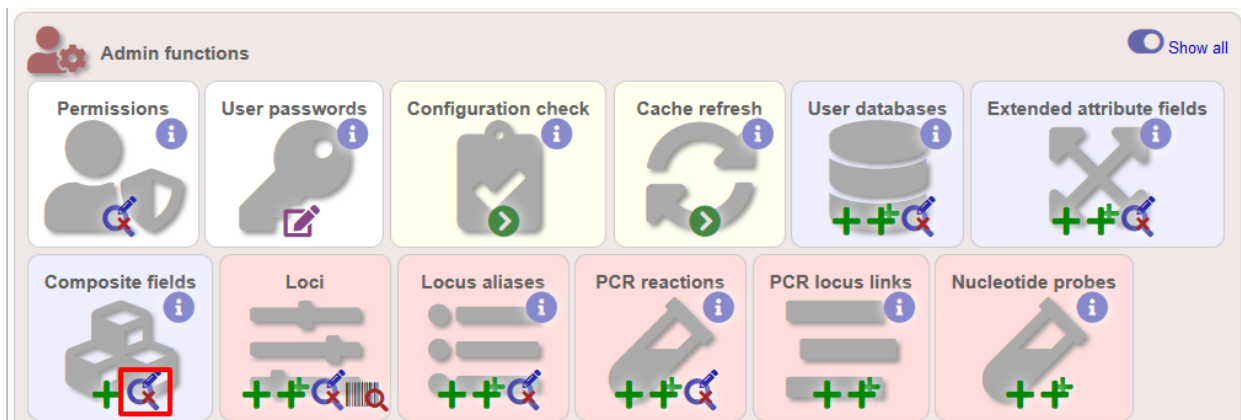 Admin functions
Show all
Permissions
User passwords
Configuration check
Cache refresh
User databases
Extended attribute fields
Composite fields
Loci
Locus aliases
PCR reactions
PCR locus links
Nucleotide probes